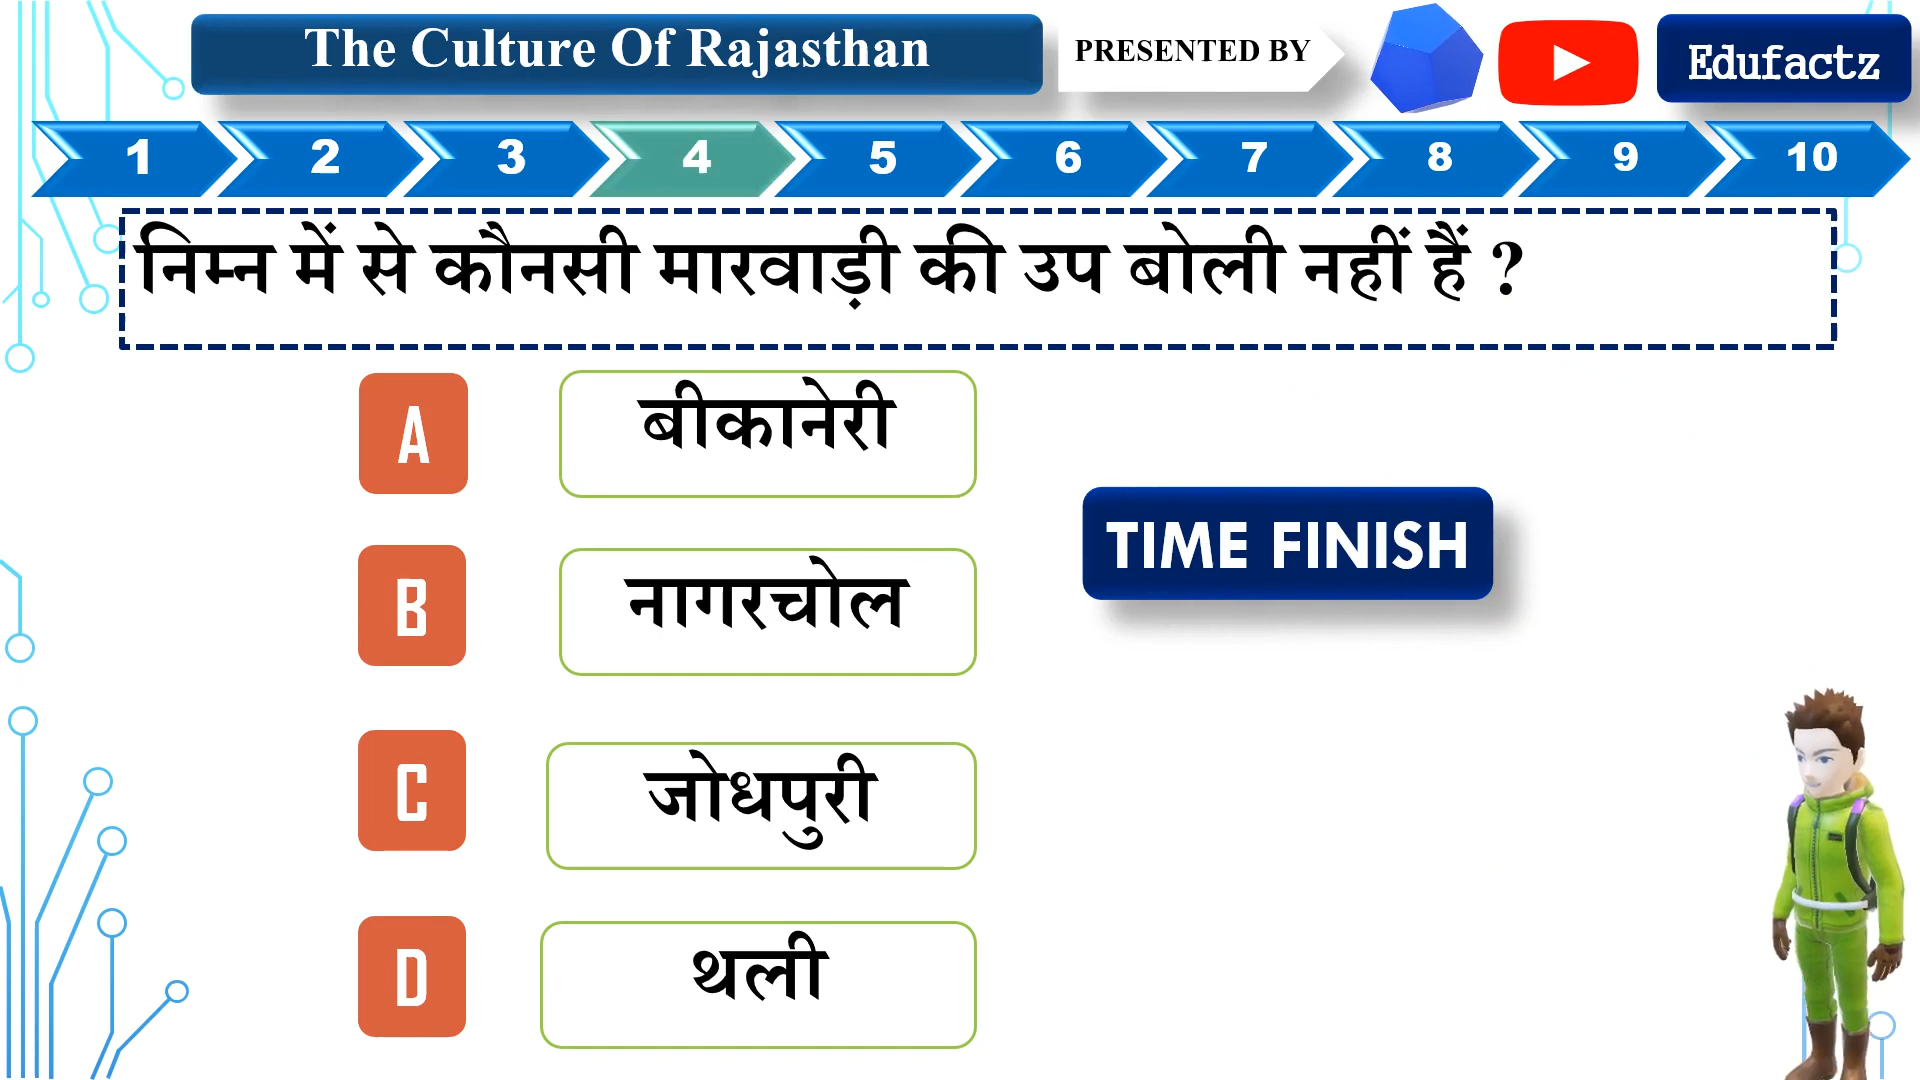 The Culture Of Rajasthan
PRESENTED BY
Edufactz
1 2 3 4 5 6 7 8 9 10
निम्न में से कौनसी मारवाड़ी की उप बोली नहीं हैं ?
A बीकानेरी
B नागरचोल
TIME FINISH
C जोधपुरी
D थली